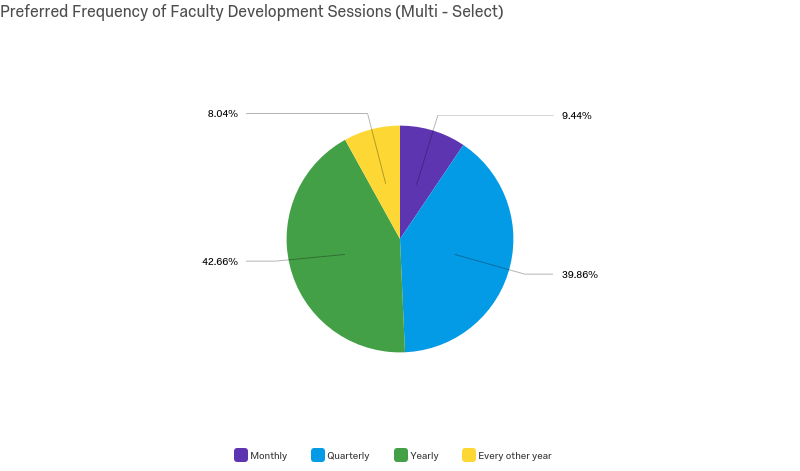 Preferred Frequency of Faculty Development Sessions (Multi - Select)
8.04%
9.44%
42.66%
39.86%
Monthly
Quarterly
Yearly
Every other year